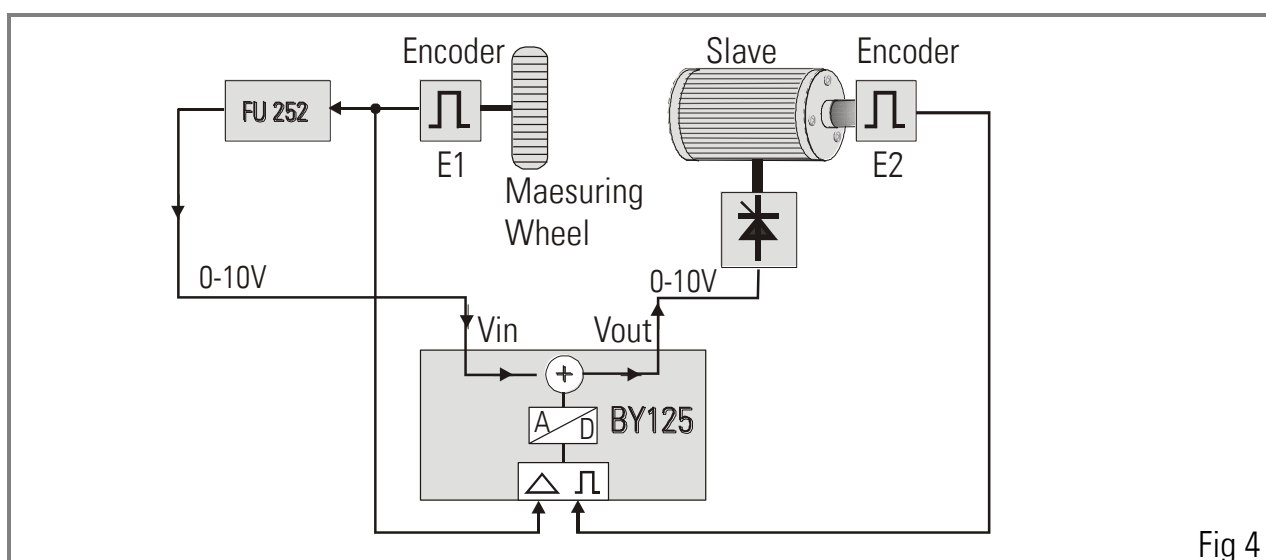 Encoder
Slave
Encoder
FU 252
E1
E2
Maesuring
Wheel
0-10V
0-10V
Vin
Vout
+
A
D
BY125
Fig 4